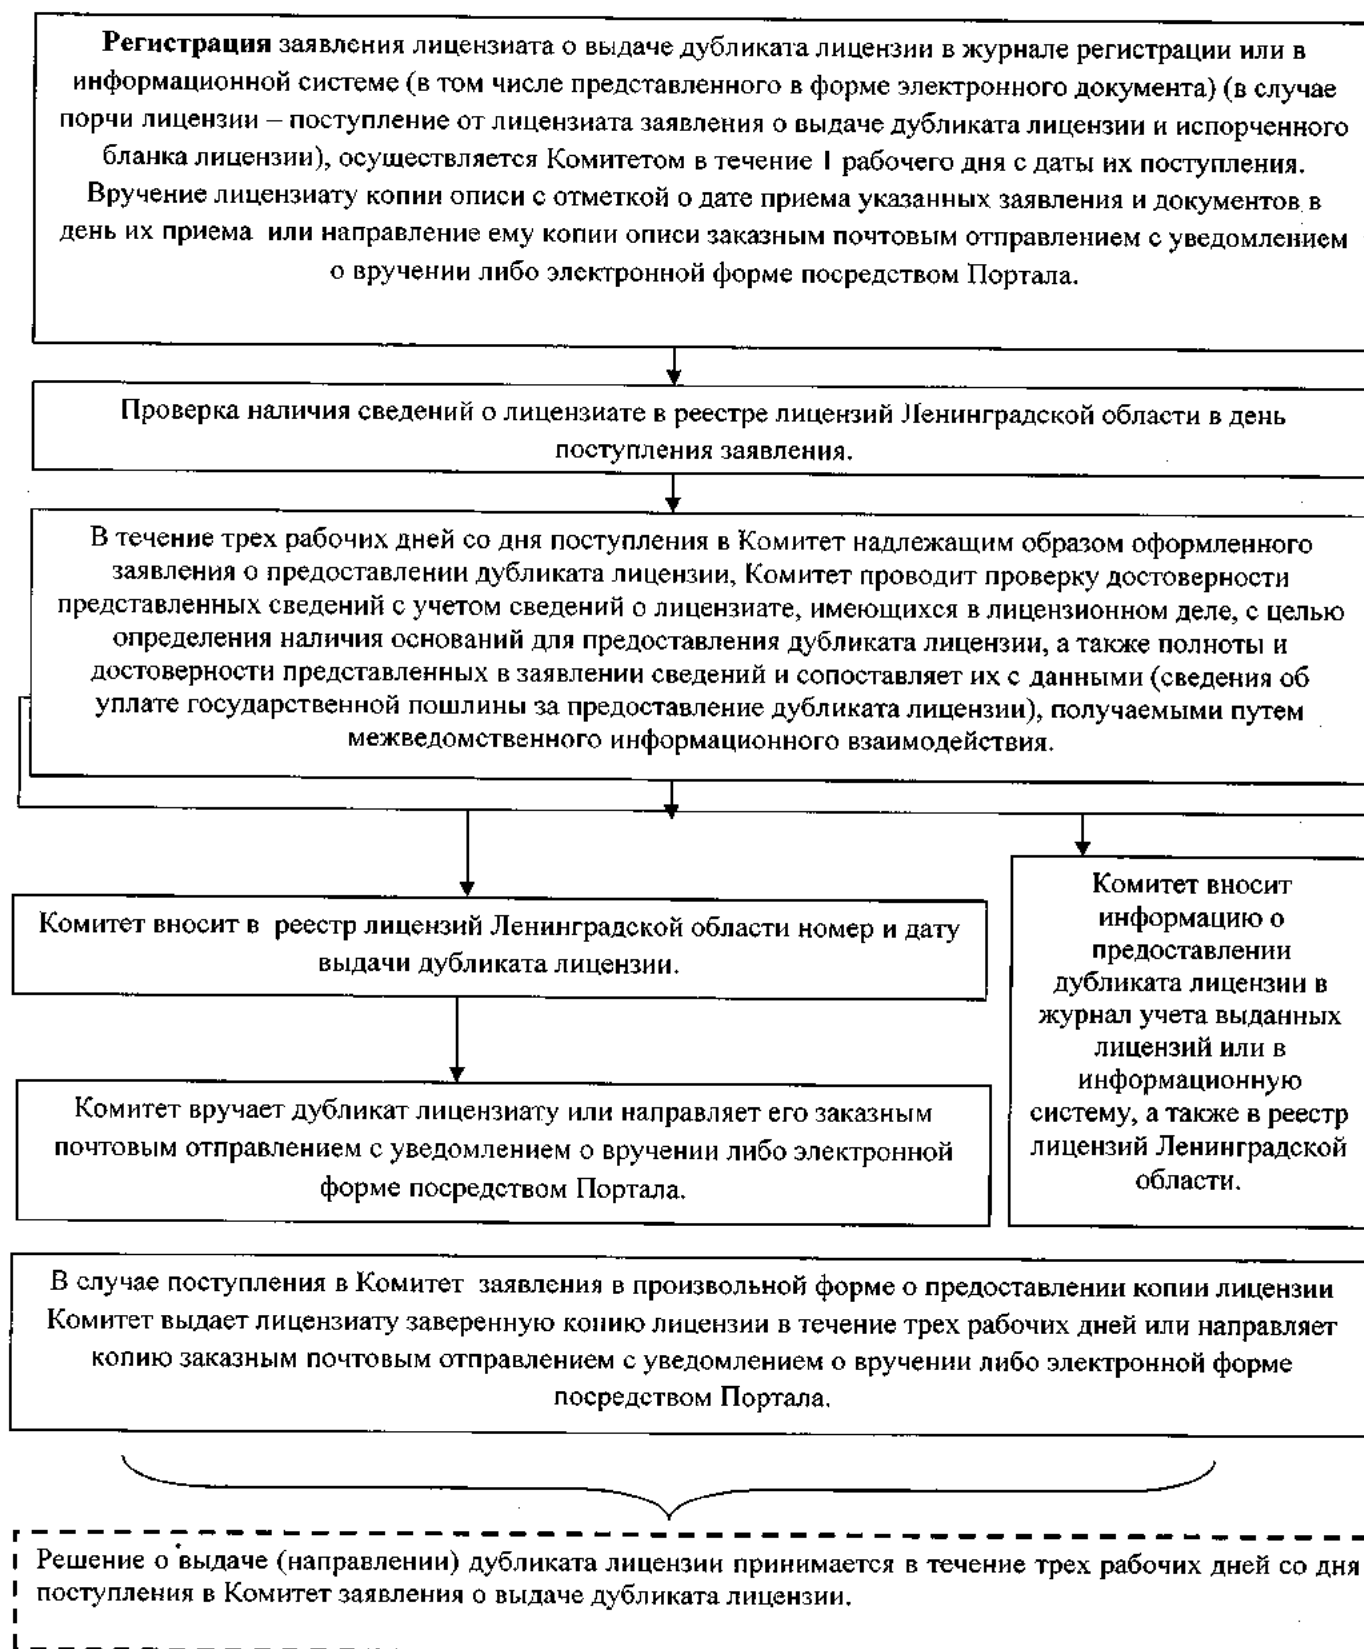 Регистрация заявления лицензиата о выдаче дубликата лицензии в журнале регистрации или в
информационной системе (в том числе представленного в форме электронного документа) (в случае
порчи лицензии – поступление от лицензиата заявления о выдаче дубликата лицензии и испорченного
бланка лицензии), осуществляется Комитетом в течение 1 рабочего дня с даты их поступления.
Вручение лицензиату копии описи с отметкой о дате приема указанных заявления и документов в
день их приема или направление ему копии описи заказным почтовым отправлением с уведомлением
о вручении либо электронной форме посредством Портала.
Проверка наличия сведений о лицензиате в реестре лицензий Ленинградской области в день
поступления заявления.
В течение трех рабочих дней со дня поступления в Комитет надлежащим образом оформленного
заявления о предоставлении дубликата лицензии, Комитет проводит проверку достоверности
представленных сведений с учетом сведений о лицензиате, имеющихся в лицензионном деле, с целью
определения наличия оснований для предоставления дубликата лицензии, а также полноты и
достоверности представленных в заявлении сведений и сопоставляет их с данными (сведения об
уплате государственной пошлины за предоставление дубликата лицензии), получаемыми путем
межведомственного информационного взаимодействия.
Комитет вносит в реестр лицензий Ленинградской области номер и дату
выдачи дубликата лицензии.
Комитет вручает дубликат лицензиату или направляет его заказным
почтовым отправлением с уведомлением о вручении либо электронной
форме посредством Портала.
Комитет вносит
информацию о
предоставлении
дубликата лицензии в
журнал учета выданных
лицензий или в
информационную
систему, а также в реестр
лицензий Ленинградской
области.
В случае поступления в Комитет заявления в произвольной форме о предоставлении копии лицензии
Комитет выдает лицензиату заверенную копию лицензии в течение трех рабочих дней или направляет
копию заказным почтовым отправлением с уведомлением о вручении либо электронной форме
посредством Портала.
Решение о выдаче (направлении) дубликата лицензии принимается в течение трех рабочих дней со дня
поступления в Комитет заявления о выдаче дубликата лицензии.